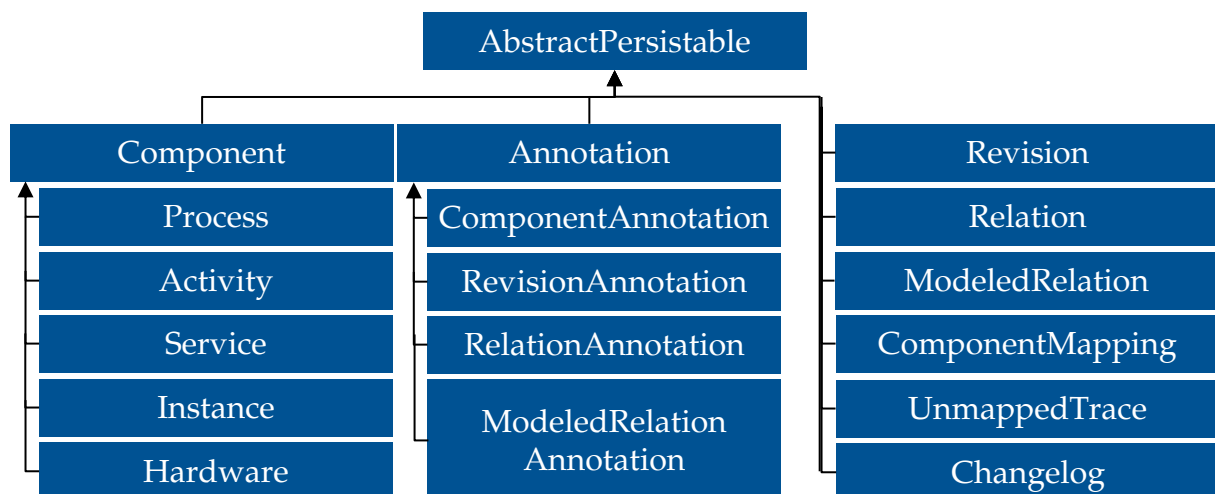 AbstractPersistable
Component
Process
Activity
Service
Instance
Hardware
Annotation
ComponentAnnotation
RevisionAnnotation
RelationAnnotation
ModeledRelation
Annotation
Revision
Relation
ModeledRelation
ComponentMapping
UnmappedTrace
Changelog